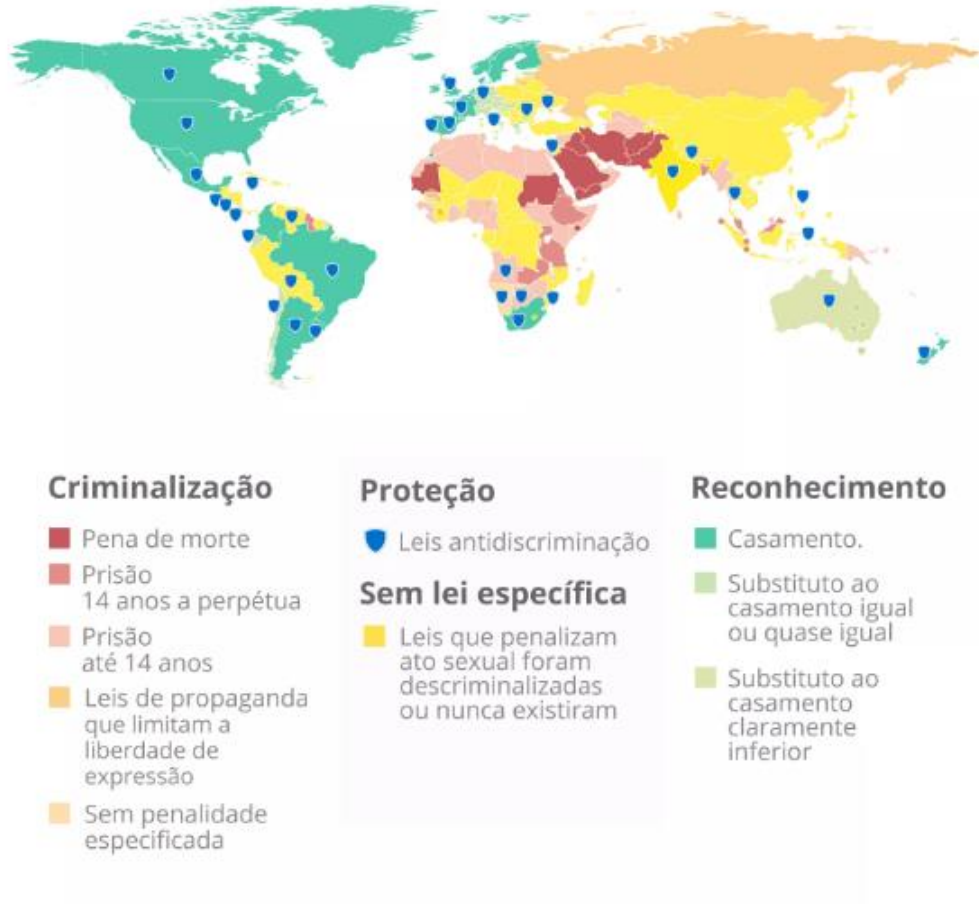 Criminalização
Pena de morte
Prisão
14 anos a perpétua
Prisão
até 14 anos
Leis de propaganda
que limitam a
liberdade de
expressão
Sem penalidade
especificada
Proteção
Leis antidiscriminação
Sem lei específica
Leis que penalizam
ato sexual foram
descriminalizadas
ou nunca existiram
Reconhecimento
Casamento.
Substituto ao
casamento igual
ou quase igual
Substituto ao
casamento
claramente
inferior